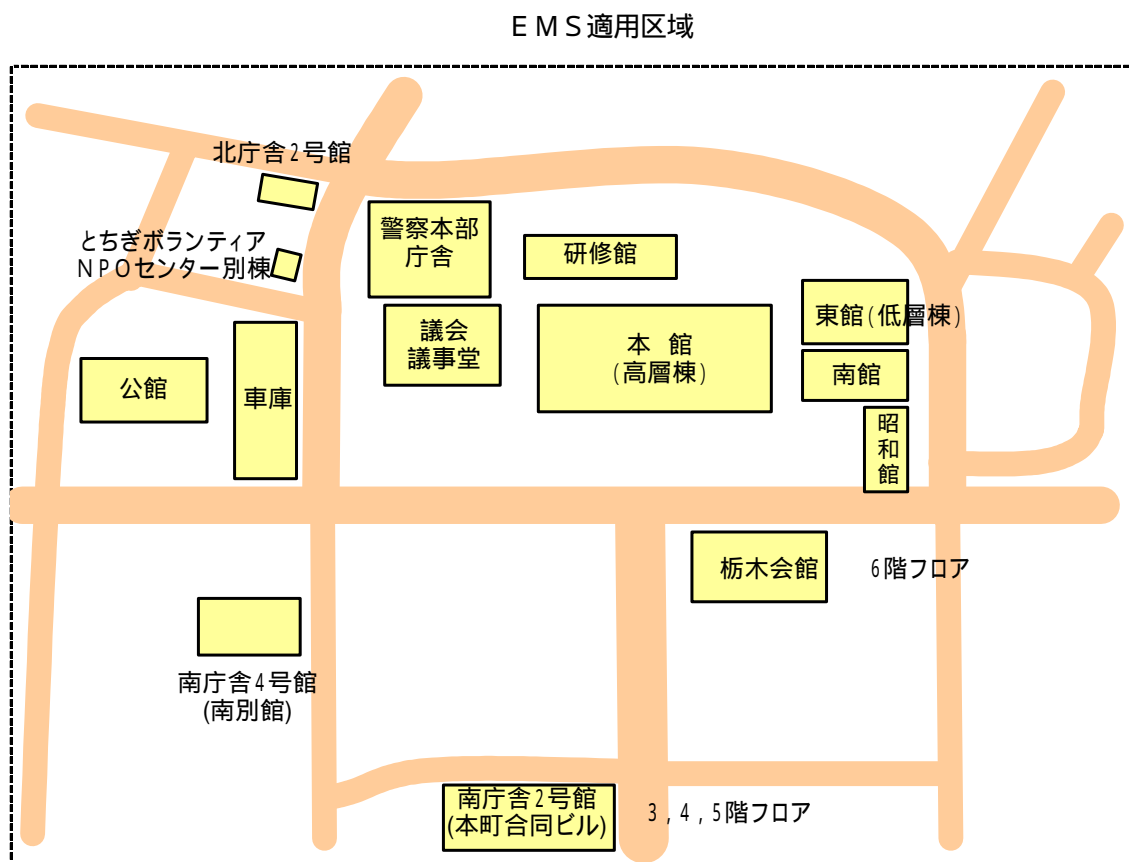 ＥＭＳ適用区域
北庁舎2号館
警察本部
庁舎
とちぎボランティア
ＮＰＯセンター別棟
研修館
東館(低層棟)
議会
議事堂
本 館
(高層棟)
南館
公館
車庫
昭
和
館
栃木会館
6階フロア
南庁舎4号館
(南別館)
南庁舎2号館
(本町合同ビル)
3，4，5階フロア